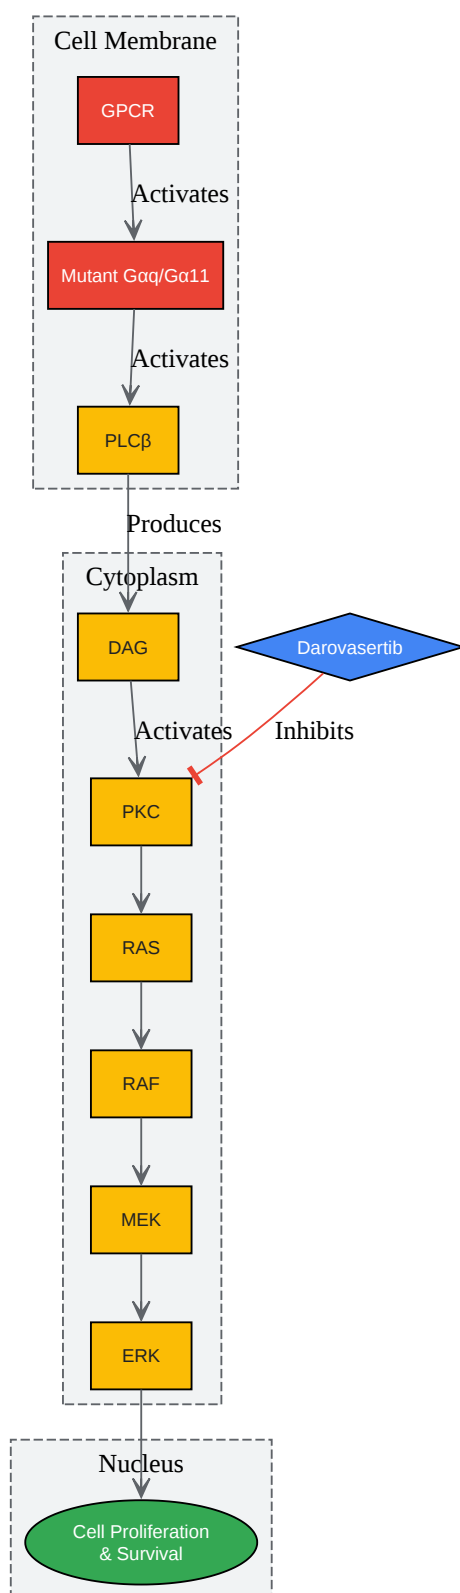 Cell Membrane
GPCR
Activates
Mutant Gαq/Gα11
Activates
PLCβ
Produces
Cytoplasm
DAG
Darovasertib
Activates
Inhibits
PKC
RAS
RAF
MEK
ERK
Nucleus
Cell Proliferation
& Survival